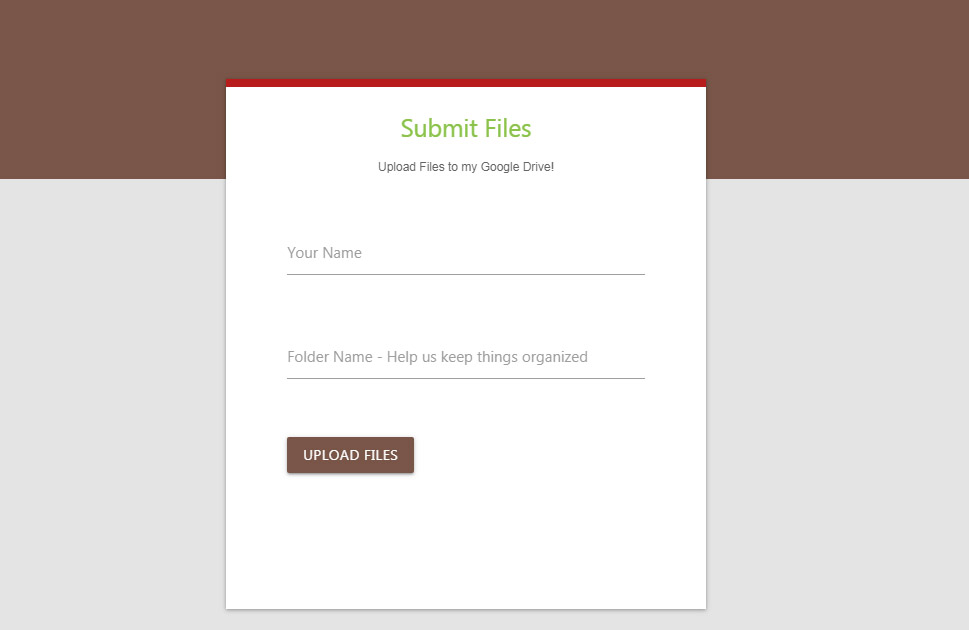 Submit Files
Upload Files to my Google Drive!
Your Name
Folder Name - Help us keep things organized
UPLOAD FILES